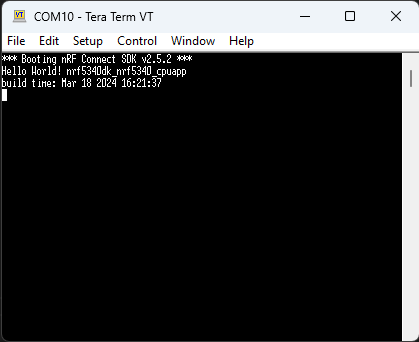 COM10 - Tera Term VT
File Edit Setup Control Window Help
*** Booting nRF Connect SDK v2.5.2 ***
Hello World! nrf5340dk_nrf5340_cpuapp
build time: Mar 18 2024 16:21:37